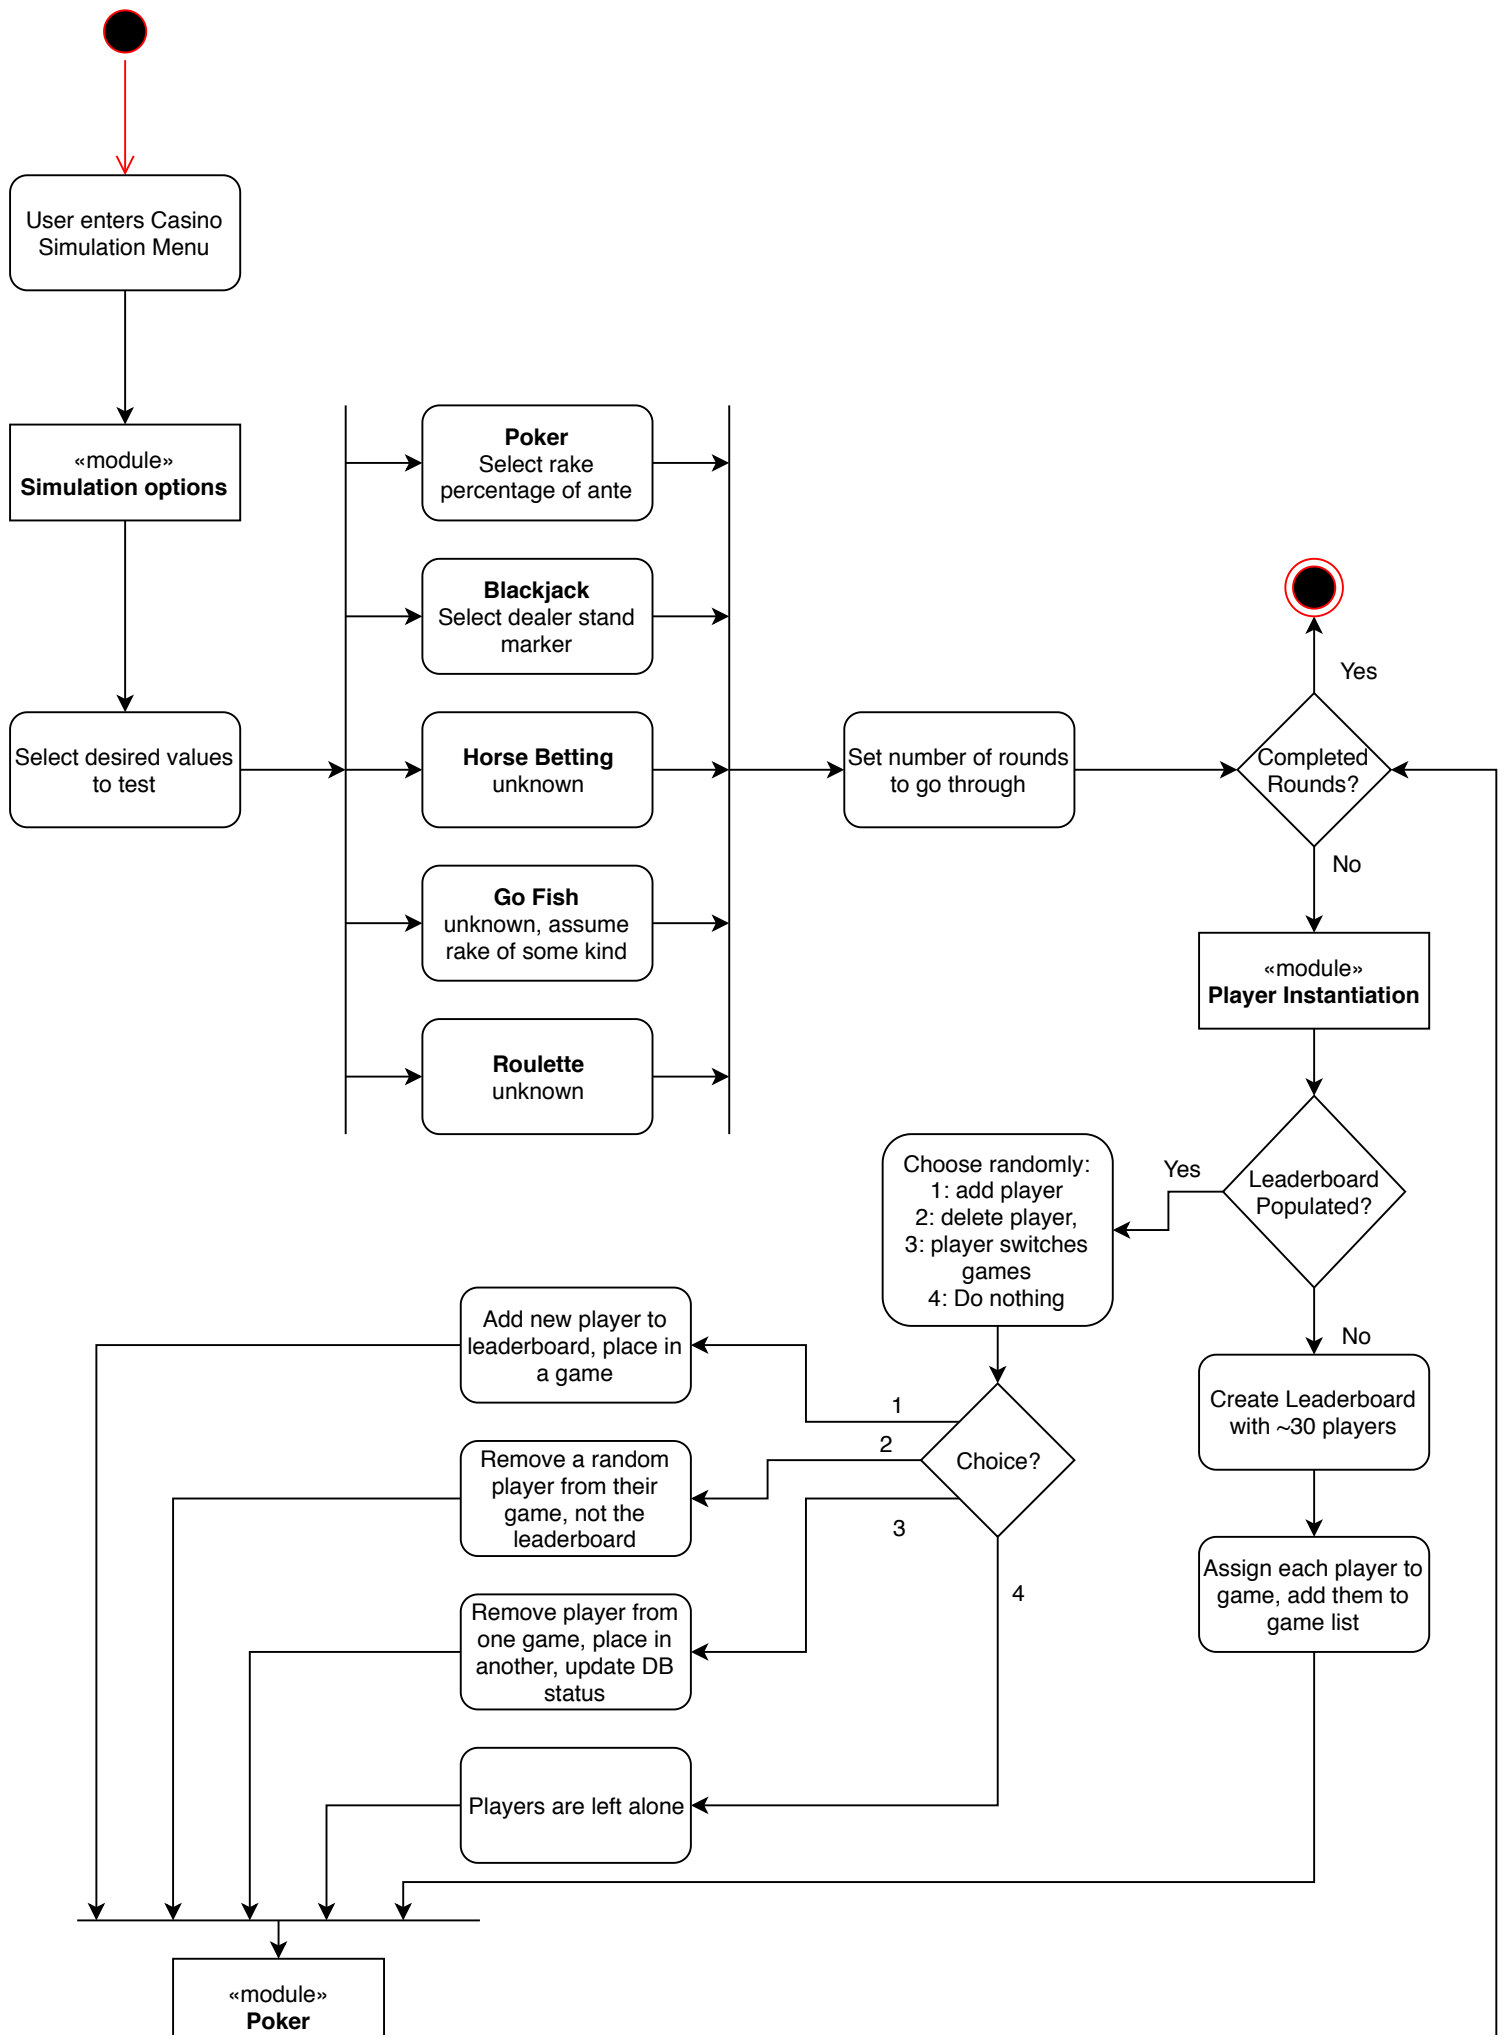 User enters Casino
Simulation Menu
«module»
Simulation options
Select desired values
to test
Poker
Select rake
percentage of ante
Blackjack
Select dealer stand
marker
Horse Betting
unknown
Go Fish
unknown, assume
rake of some kind
Roulette
unknown
Set number of rounds
to go through
Completed
Rounds?
Yes
No
«module»
Player Instantiation
Leaderboard
Populated?
Yes
No
Choose randomly:
1: add player
2: delete player,
3: player switches
games
4: Do nothing
Choice?
1
2
3
4
Add new player to
leaderboard, place in
a game
Remove a random
player from their
game, not the
leaderboard
Remove player from
one game, place in
another, update DB
status
Players are left alone
Create Leaderboard
with ~30 players
Assign each player to
game, add them to
game list
«module»
Poker